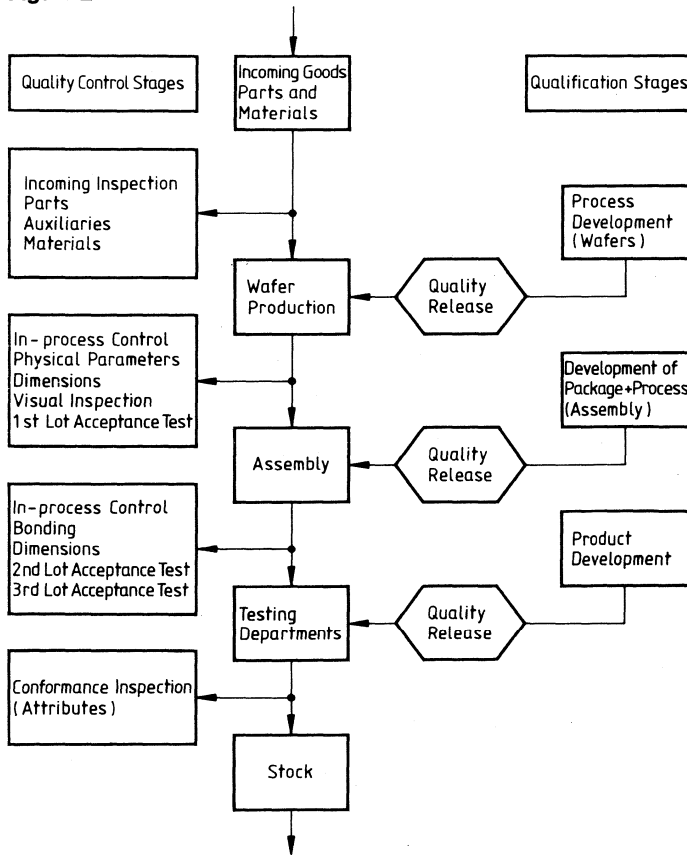 Quality Control Stages
Incoming Goods
Parts and
Materials
Qualification Stages
Incoming Inspection
Parts
Auxiliaries
Materials
Process
Development
(Wafers)
Wafer
Production
Quality
Release
In-process Control
Physical Parameters
Dimensions
Visual Inspection
1st Lot Acceptance Test
Development of
Package+Process
(Assembly)
Assembly
Quality
Release
In-process Control
Bonding
Dimensions
2nd Lot Acceptance Test
3rd Lot Acceptance Test
Product
Development
Testing
Departments
Quality
Release
Conformance Inspection
(Attributes)
Stock